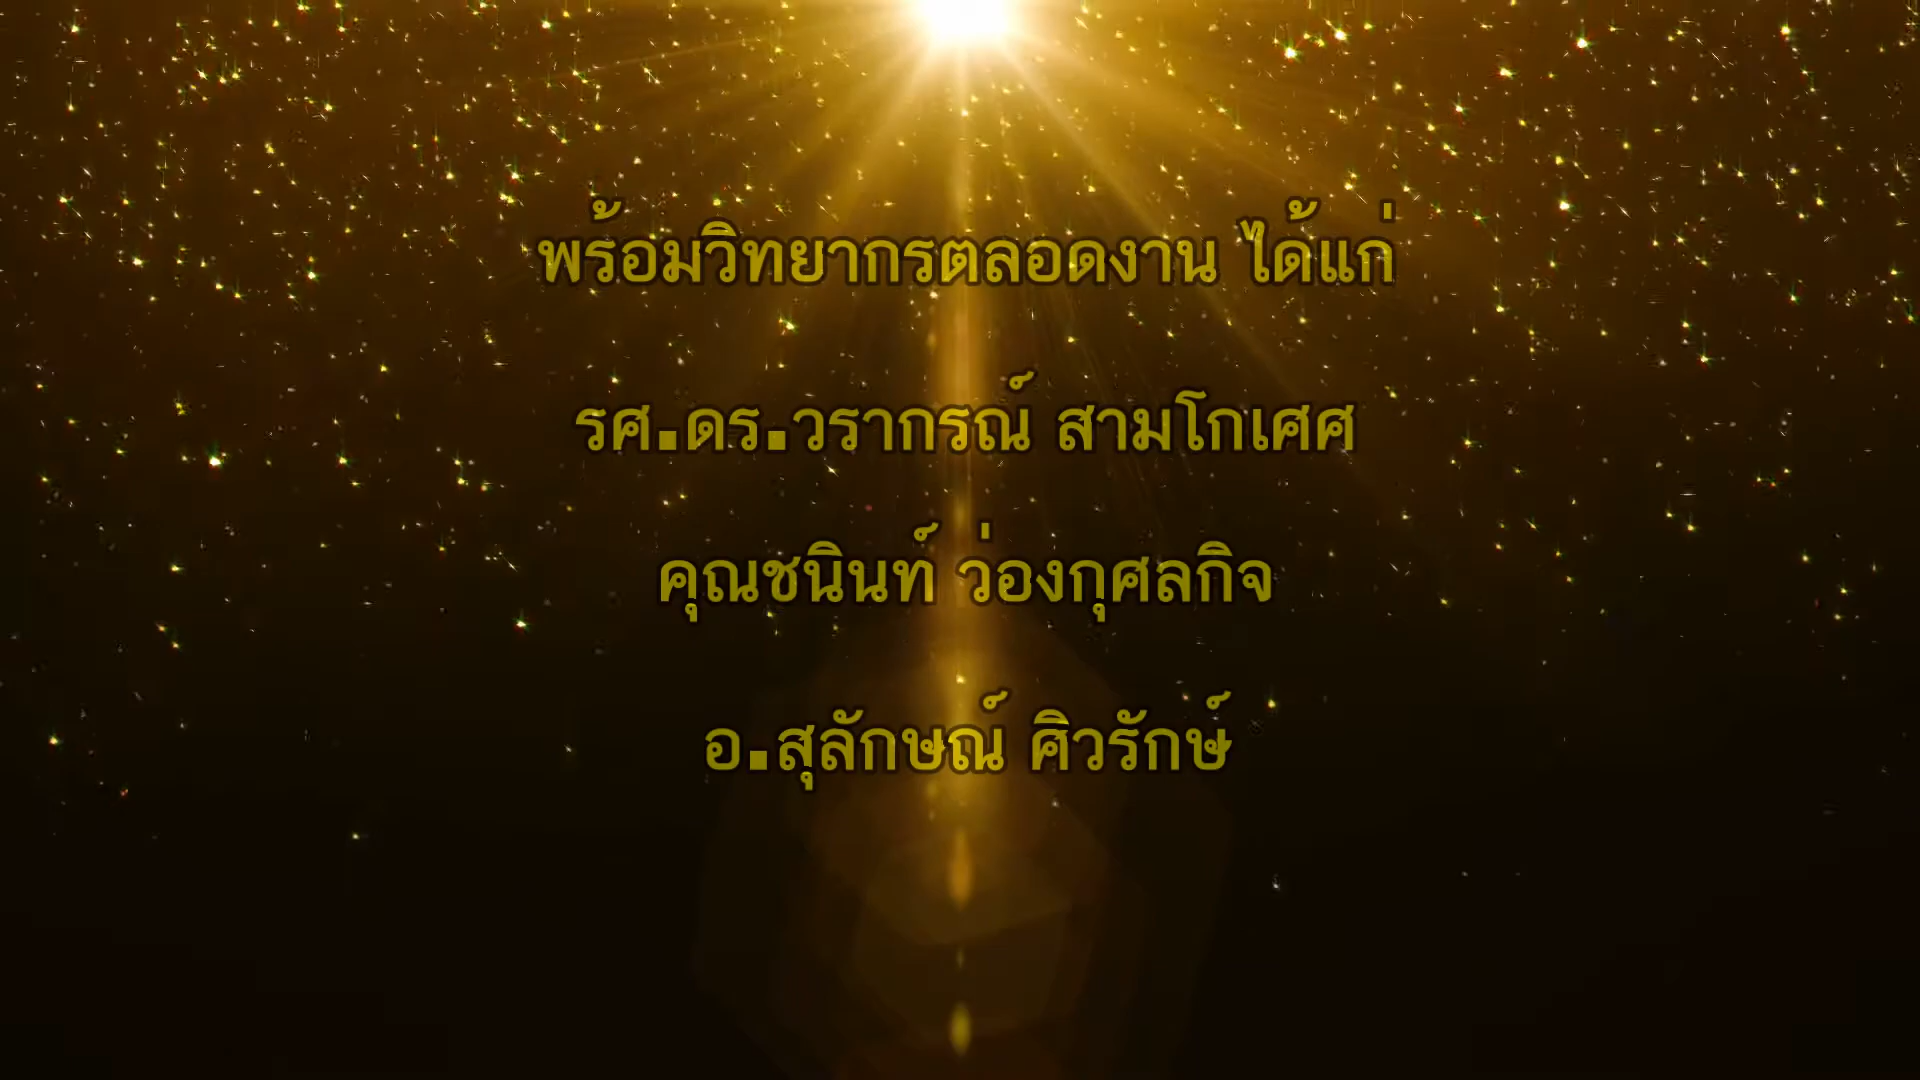 พร้อมวิทยากรตลอดงาน ได้แก่
รศ.ดร.วรากรณ์ สามโกเศศ
คุณชนินท์ ว่องกุศลกิจ
อ.สุลักษณ์ ศิวรักษ์